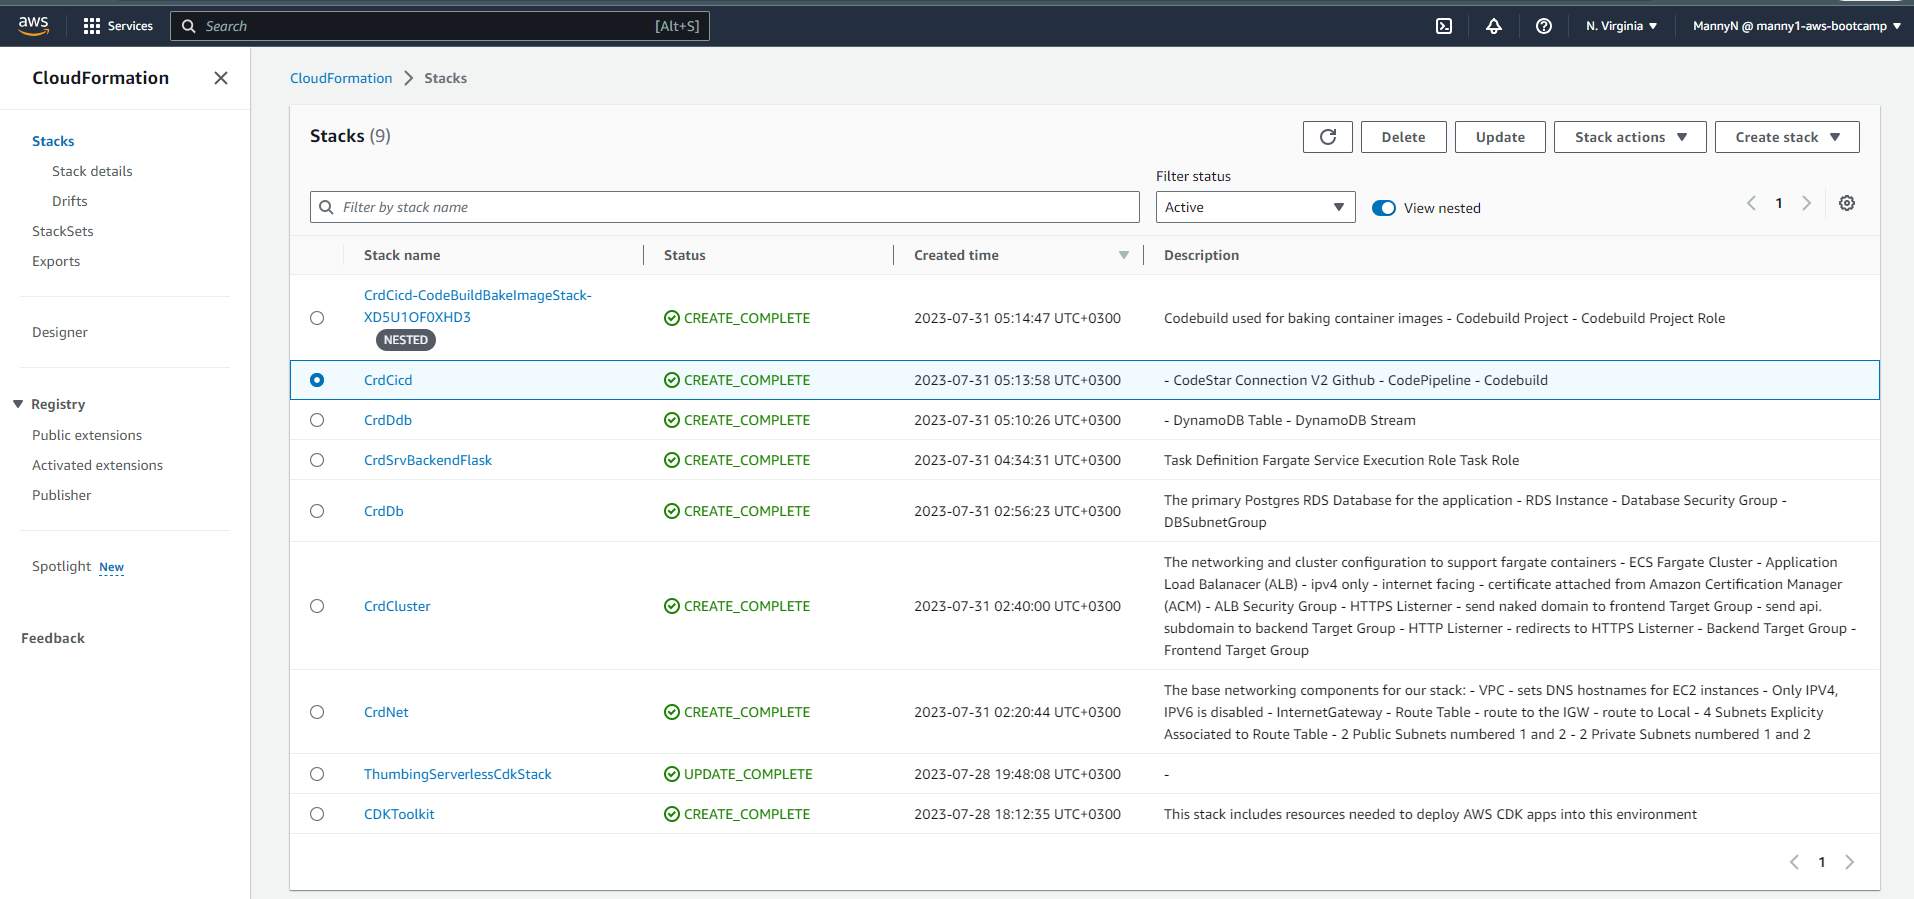 aws
Services
Search
[Alt+S]
N. Virginia
MannyN @ manny1-aws-bootcamp
CloudFormation
Stacks
Stack details
Drifts
StackSets
Exports
Designer
Registry
Public extensions
Activated extensions
Publisher
Spotlight New
Feedback
CloudFormation > Stacks
Stacks (9)
Delete
Update
Stack actions
Create stack
Filter by stack name
Filter status
Active
View nested
1
Stack name Status Created time Description
CrdCicd-CodeBuildBakeImageStack-
XD5U1OF0XHD3
NESTED
CREATE_COMPLETE 2023-07-31 05:14:47 UTC+0300 Codebuild used for baking container images - Codebuild Project - Codebuild Project Role
CrdCicd CREATE_COMPLETE 2023-07-31 05:13:58 UTC+0300 - CodeStar Connection V2 Github - CodePipeline - Codebuild
CrdDdb CREATE_COMPLETE 2023-07-31 05:10:26 UTC+0300 - DynamoDB Table - DynamoDB Stream
CrdSrvBackendFlask CREATE_COMPLETE 2023-07-31 04:34:31 UTC+0300 Task Definition Fargate Service Execution Role Task Role
CrdDb CREATE_COMPLETE 2023-07-31 02:56:23 UTC+0300 The primary Postgres RDS Database for the application - RDS Instance - Database Security Group -
DBSubnetGroup
CrdCluster CREATE_COMPLETE 2023-07-31 02:40:00 UTC+0300 The networking and cluster configuration to support fargate containers - ECS Fargate Cluster - Application
Load Balanacer (ALB) - ipv4 only - internet facing - certificate attached from Amazon Certification Manager
(ACM) - ALB Security Group - HTTPS Listerner - send naked domain to frontend Target Group - send api.
subdomain to backend Target Group - HTTP Listerner - redirects to HTTPS Listerner - Backend Target Group -
Frontend Target Group
CrdNet CREATE_COMPLETE 2023-07-31 02:20:44 UTC+0300 The base networking components for our stack: - VPC - sets DNS hostnames for EC2 instances - Only IPV4,
IPV6 is disabled - InternetGateway - Route Table - route to the IGW - route to Local - 4 Subnets Explicity
Associated to Route Table - 2 Public Subnets numbered 1 and 2 - 2 Private Subnets numbered 1 and 2
ThumbingServerlessCdkStack UPDATE_COMPLETE 2023-07-28 19:48:08 UTC+0300 -
CDKToolkit CREATE_COMPLETE 2023-07-28 18:12:35 UTC+0300 This stack includes resources needed to deploy AWS CDK apps into this environment
1